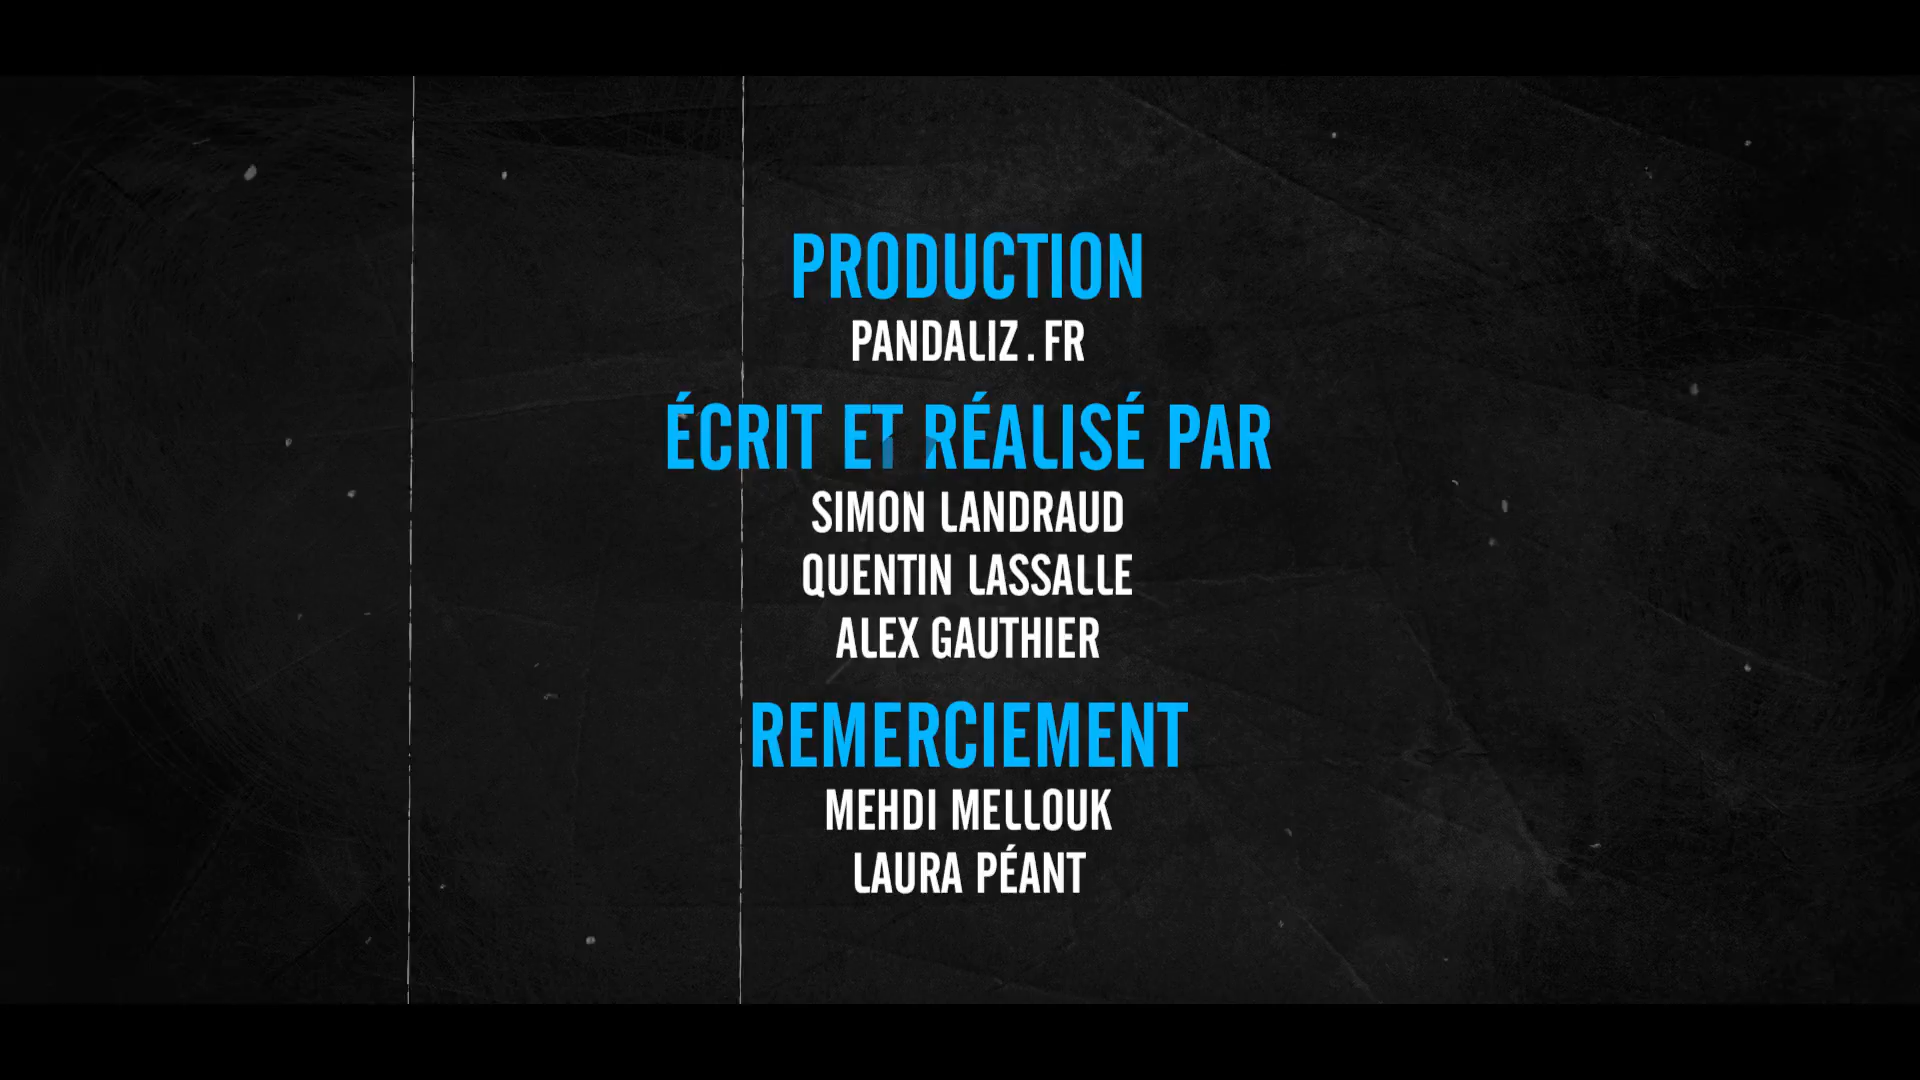 PRODUCTION
PANDALIZ.FR
ÉCRIT ET RÉALISÉ PAR
SIMON LANDRAUD
QUENTIN LASSALLE
ALEX GAUTHIER
REMERCIEMENT
MEHDI MELLOUK
LAURA PÉANT